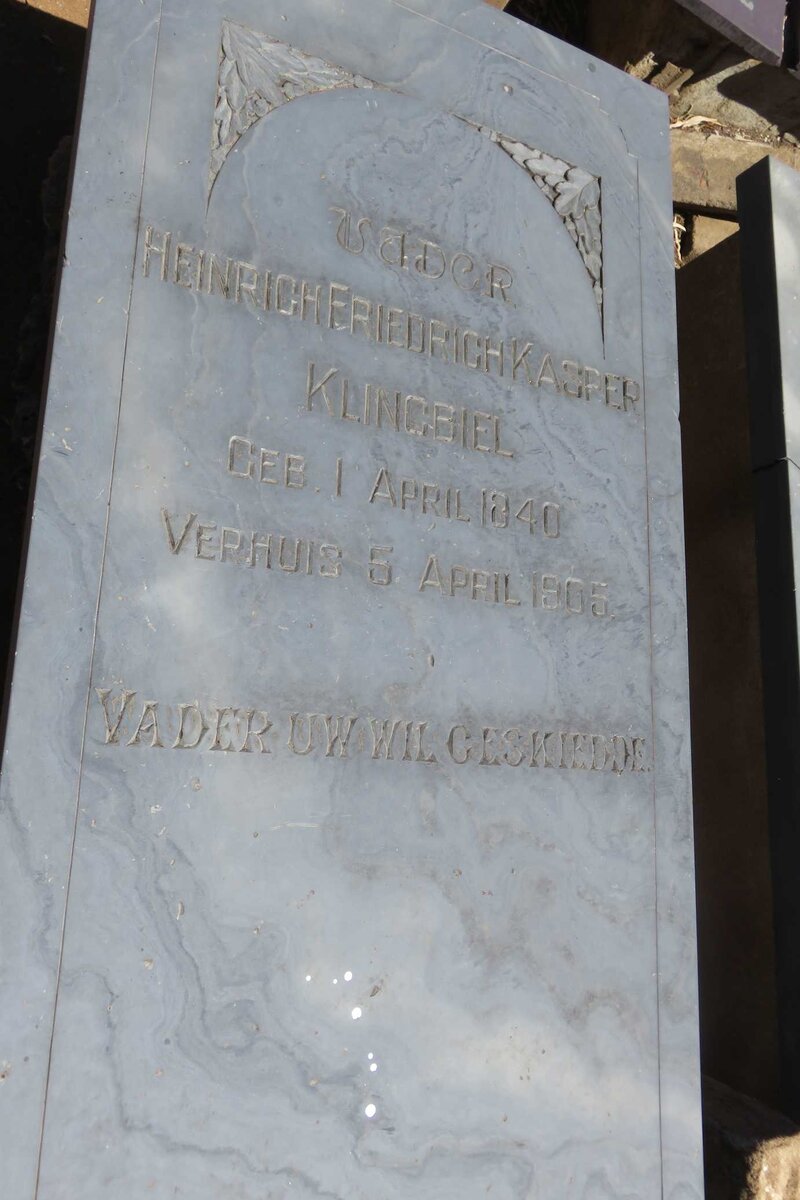 VADER
HEINRICH FRIEDRICH KASPER
KLINGBIEL
GEB. 1 APRIL 1840
VERHUIS 5 APRIL 1905.
VADER UW WIL GESKIEDDE.